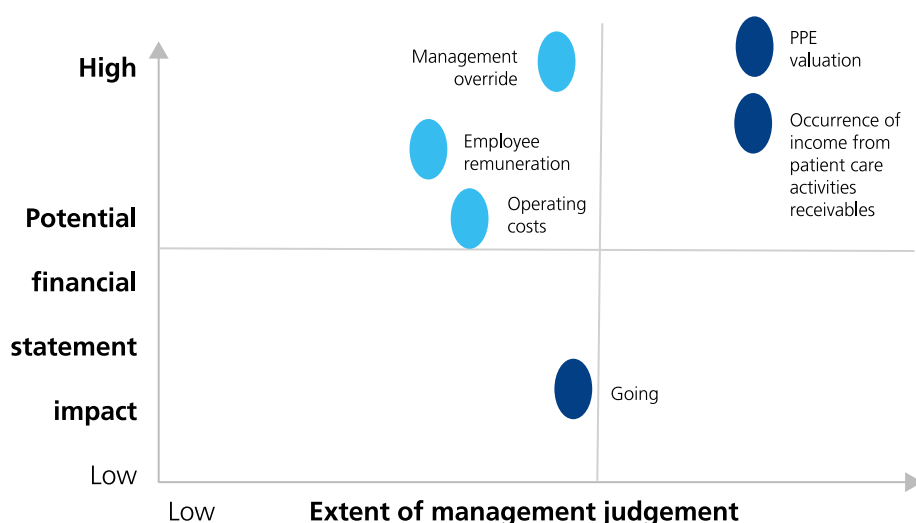 High
Potential
financial
statement
impact
Low
Management
override
PPE
valuation
Employee
remuneration
Occurrence of
income from
patient care
activities
receivables
Operating
costs
Going
Low
Extent of management judgement